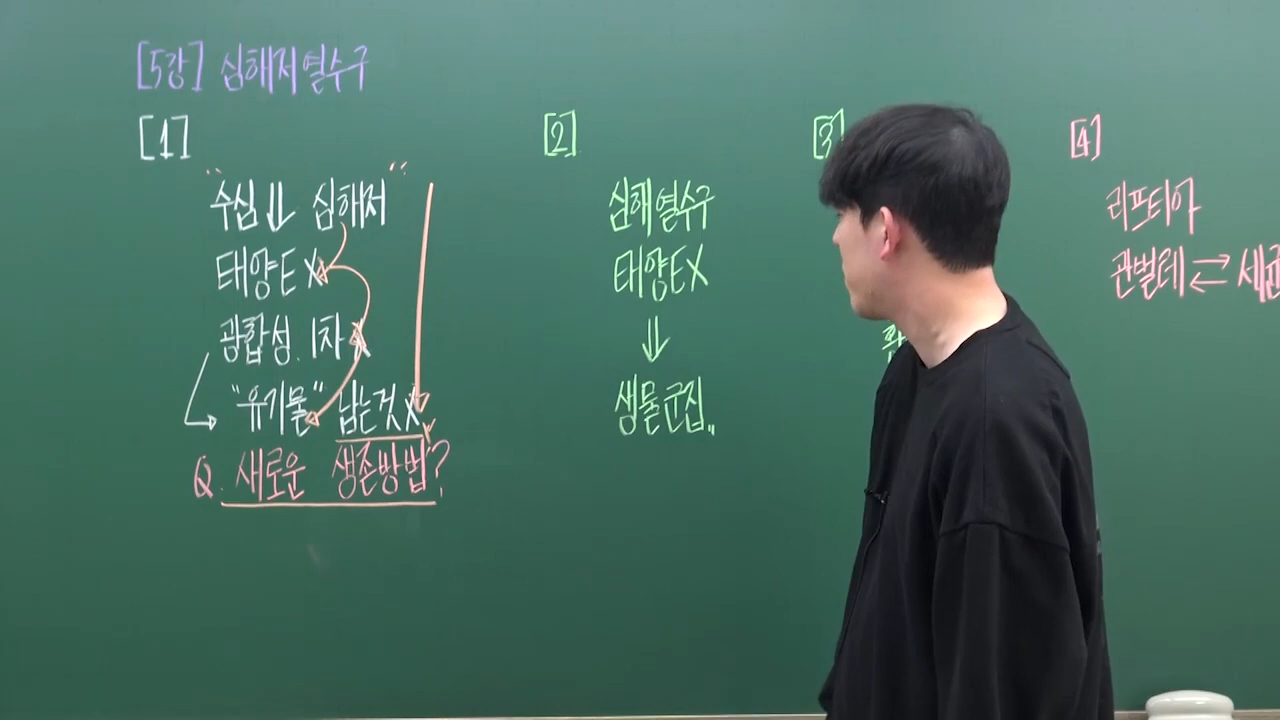 [5강] 심해저 열수구
[1]
"수심⇓ 심해저"
태양E X
광합성. 1차 X
"유기물" 남는것 X
Q. 새로운 생존방법?
[2]
심해 열수구
태양E X
⇓
생물군집..
[3]
[4]
리프티아
관벌레 ⇄ 세균